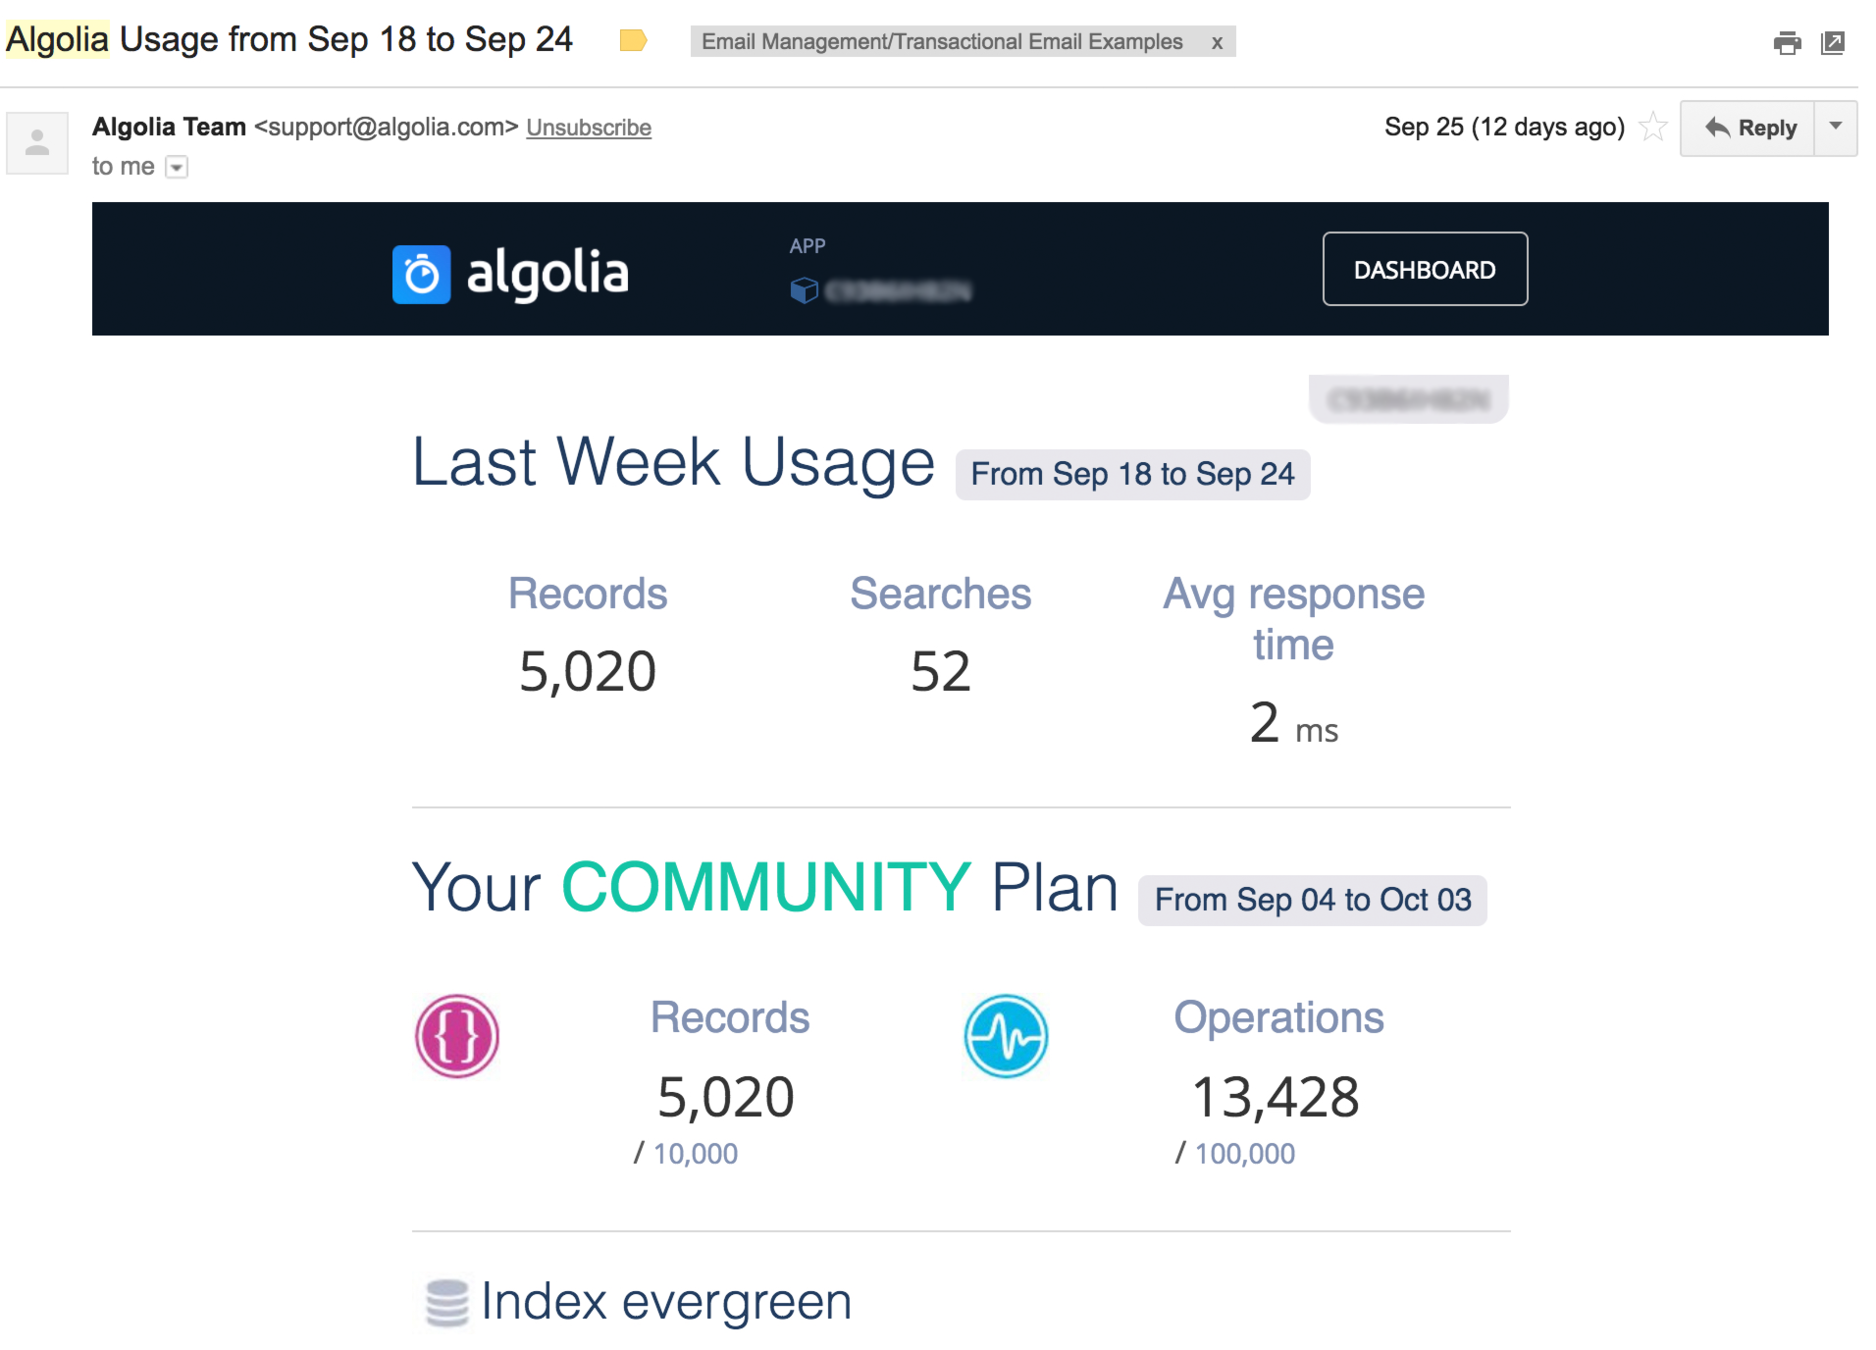 Algolia Usage from Sep 18 to Sep 24
Email Management/Transactional Email Examples x
Algolia Team <support@algolia.com> Unsubscribe
Sep 25 (12 days ago)
Reply
to me
algolia
APP
DASHBOARD
Last Week Usage From Sep 18 to Sep 24
Records
5,020
Searches
52
Avg response
time
2 ms
Your COMMUNITY Plan From Sep 04 to Oct 03
{}
Records
5,020
/ 10,000
Operations
13,428
/ 100,000
Index evergreen